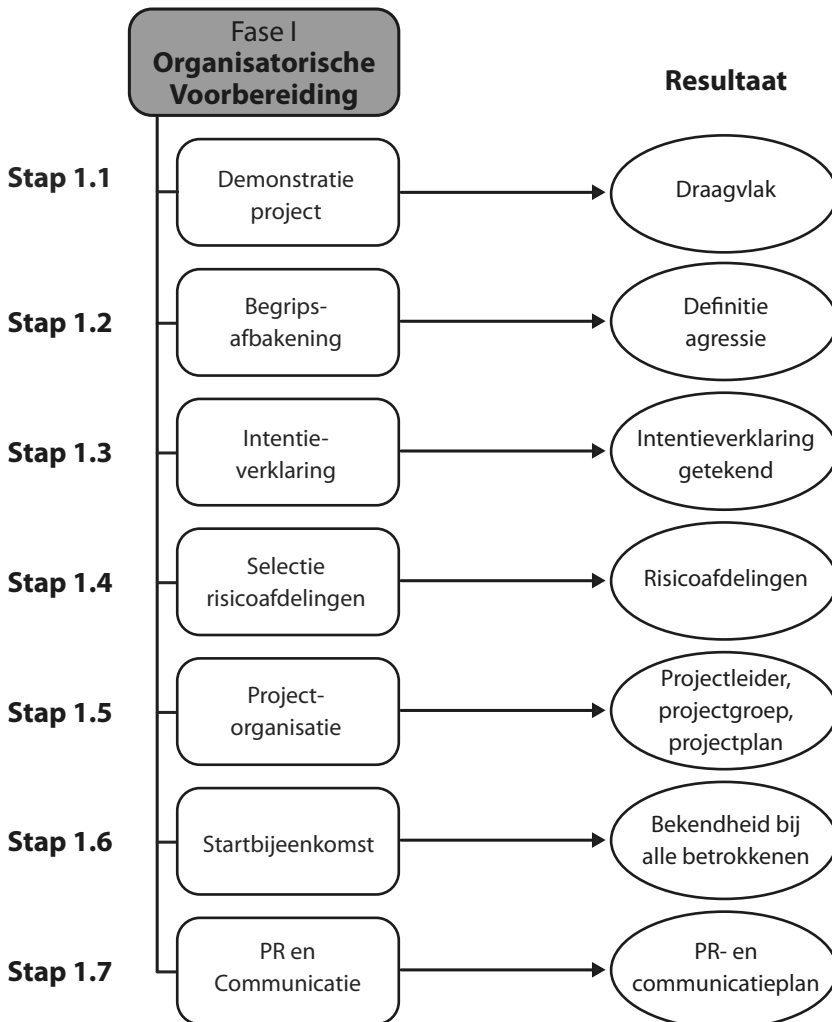 Fase I
Organisatorische
Voorbereiding
Resultaat
Stap 1.1
Demonstratie
project
Draagvlak
Stap 1.2
Begrips-
afbakening
Definitie
agressie
Stap 1.3
Intentie-
verklaring
Intentieverklaring
getekend
Stap 1.4
Selectie
risicoafdelingen
Risicoafdelingen
Stap 1.5
Project-
organisatie
Projectleider,
projectgroep,
projectplan
Stap 1.6
Startbijeenkomst
Bekendheid bij
alle betrokkenen
Stap 1.7
PR en
Communicatie
PR- en
communicatieplan